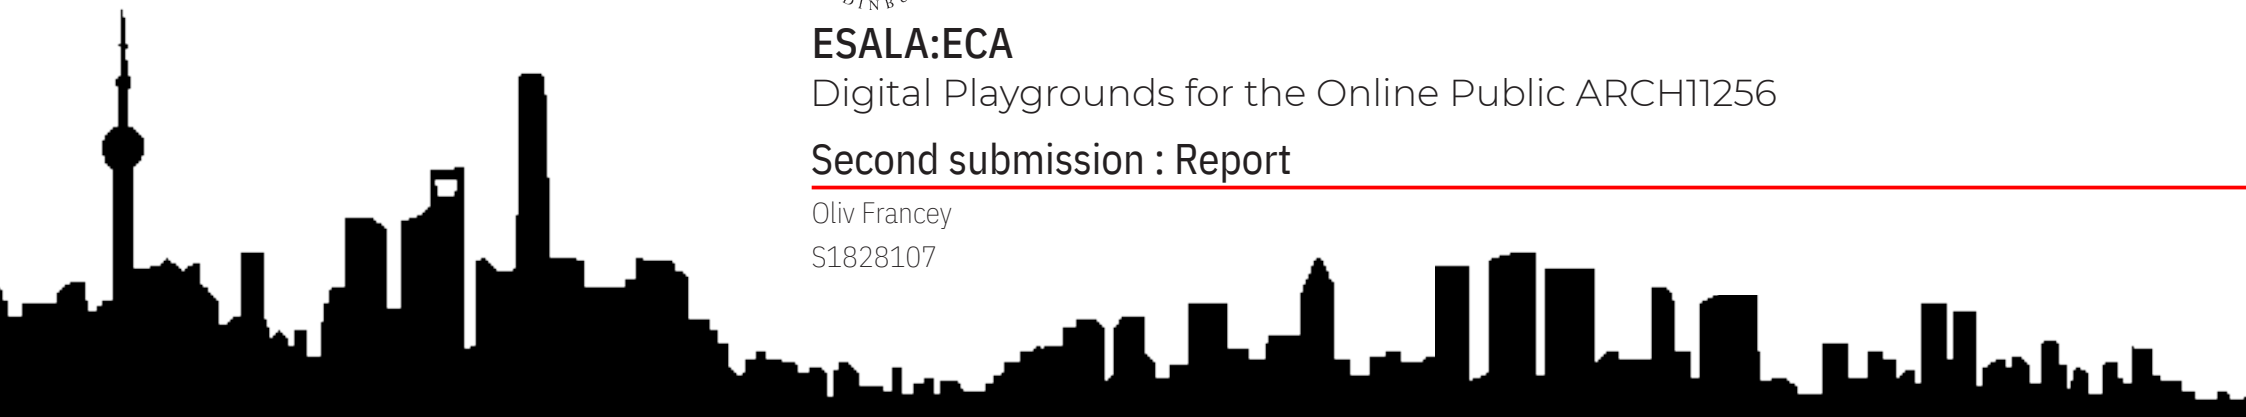 ESALA:ECA
Digital Playgrounds for the Online Public ARCH11256
Second submission : Report
Oliv Francey
S1828107